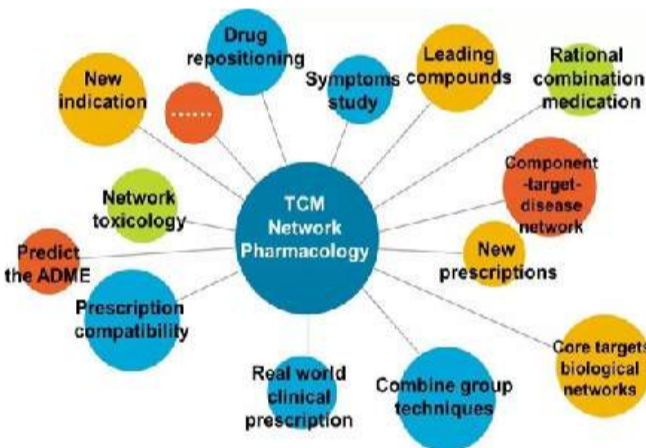 Drug
repositioning
Leading
compounds
Rational
combination
medication
New
indication
Symptoms
study
......
Component
-target-
disease
network
Network
toxicology
TCM
Network
Pharmacology
New
prescriptions
Predict
the ADME
Prescription
compatibility
Core targets
biological
networks
Real world
clinical
prescription
Combine group
techniques